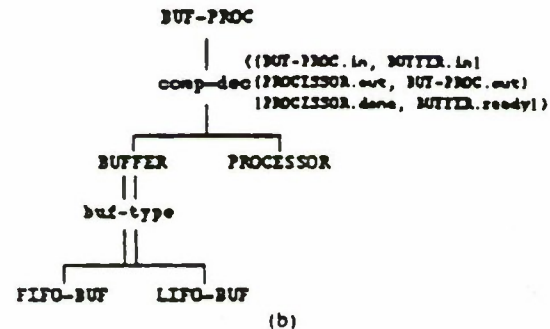 BUF-PROC
((BUF-PROC.in, BUFFER.in)
comp-dec (PROCESSOR.out, BUF-PROC.out)
(PROCESSOR.done, BUFFER.ready))
BUFFER PROCESSOR
buf-type
FIFO-BUF LIFO-BUF
(b)